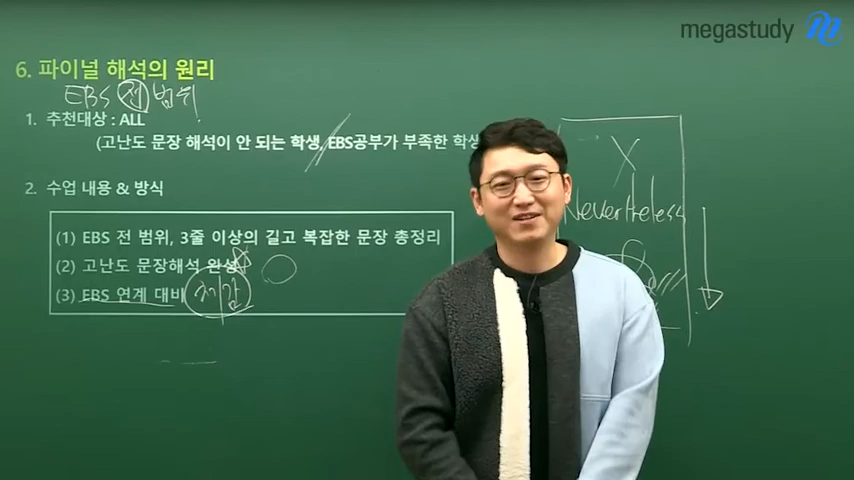 megastudy
6. 파이널 해석의 원리
EBS 전 범위
1. 추천대상 : ALL
(고난도 문장 해석이 안 되는 학생, EBS공부가 부족한 학생
2. 수업 내용 & 방식
(1) EBS 전 범위, 3줄 이상의 길고 복잡한 문장 총정리
(2) 고난도 문장해석 완성
(3) EBS 연계 대비 체감
X
Nevertheless